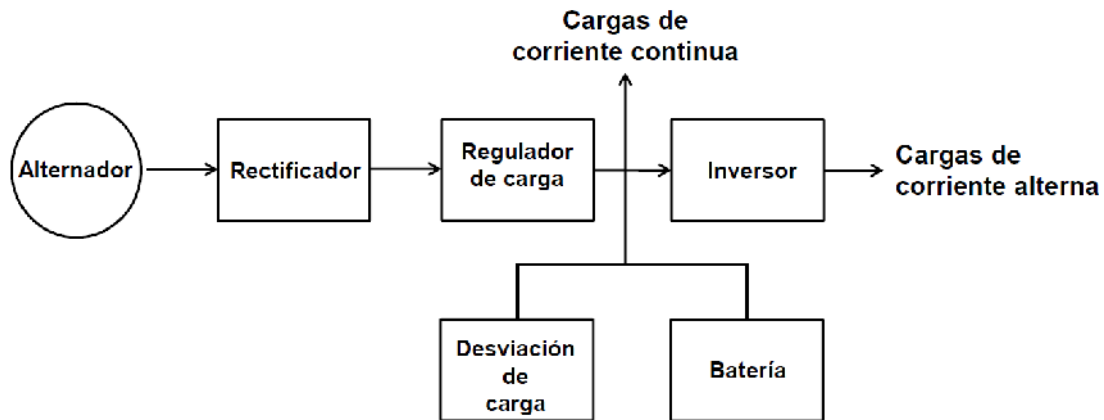 Cargas de
corriente continua
Alternador
Rectificador
Regulador
de carga
Inversor
Cargas de
corriente alterna
Desviación
de
carga
Batería